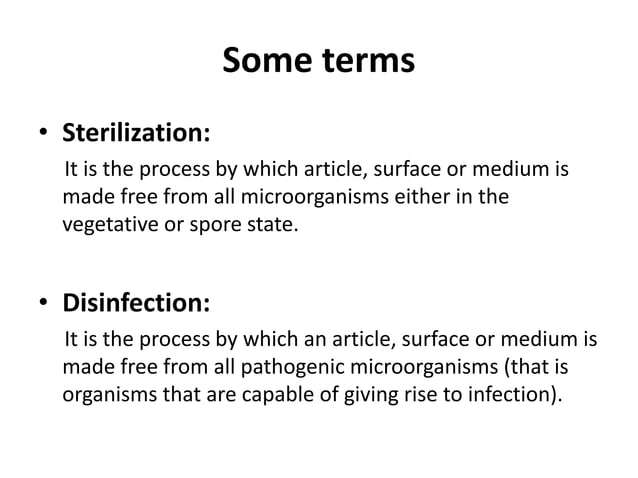 Some terms
• Sterilization:
It is the process by which article, surface or medium is
made free from all microorganisms either in the
vegetative or spore state.
• Disinfection:
It is the process by which an article, surface or medium is
made free from all pathogenic microorganisms (that is
organisms that are capable of giving rise to infection).